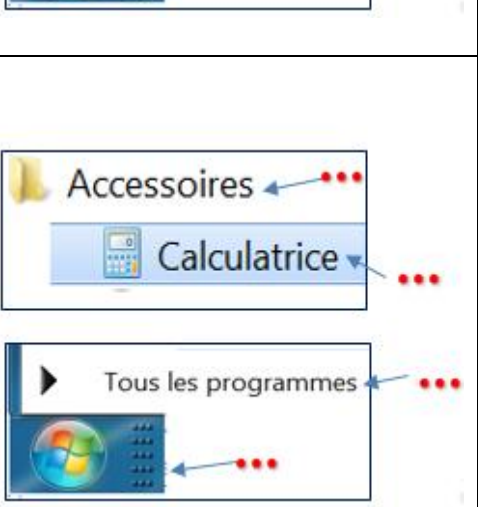 Accessoires ...
Calculatrice
...
Tous les programmes ...
...